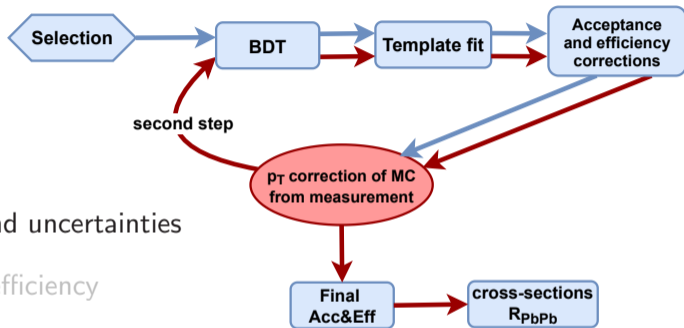 Selection
BDT
Template fit
Acceptance
and efficiency
corrections
second step
pT correction of MC
from measurement
uncertainties
Final
Acc&Eff
cross-sections
RPbPb